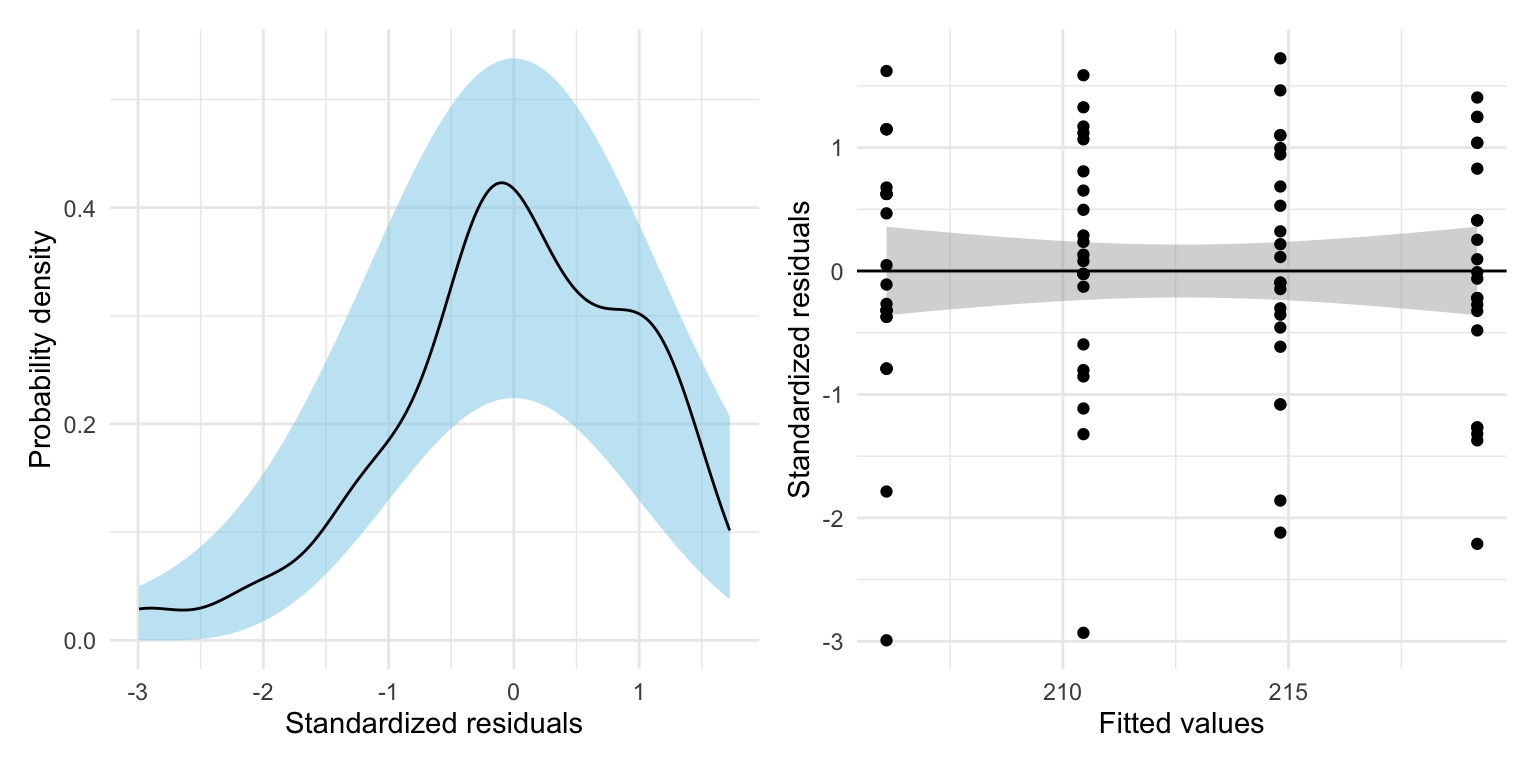 Probability density
0.4
0.2
0.0
-3 -2 -1 0 1
Standardized residuals
Standardized residuals
1
0
-1
-2
-3
210 215
Fitted values